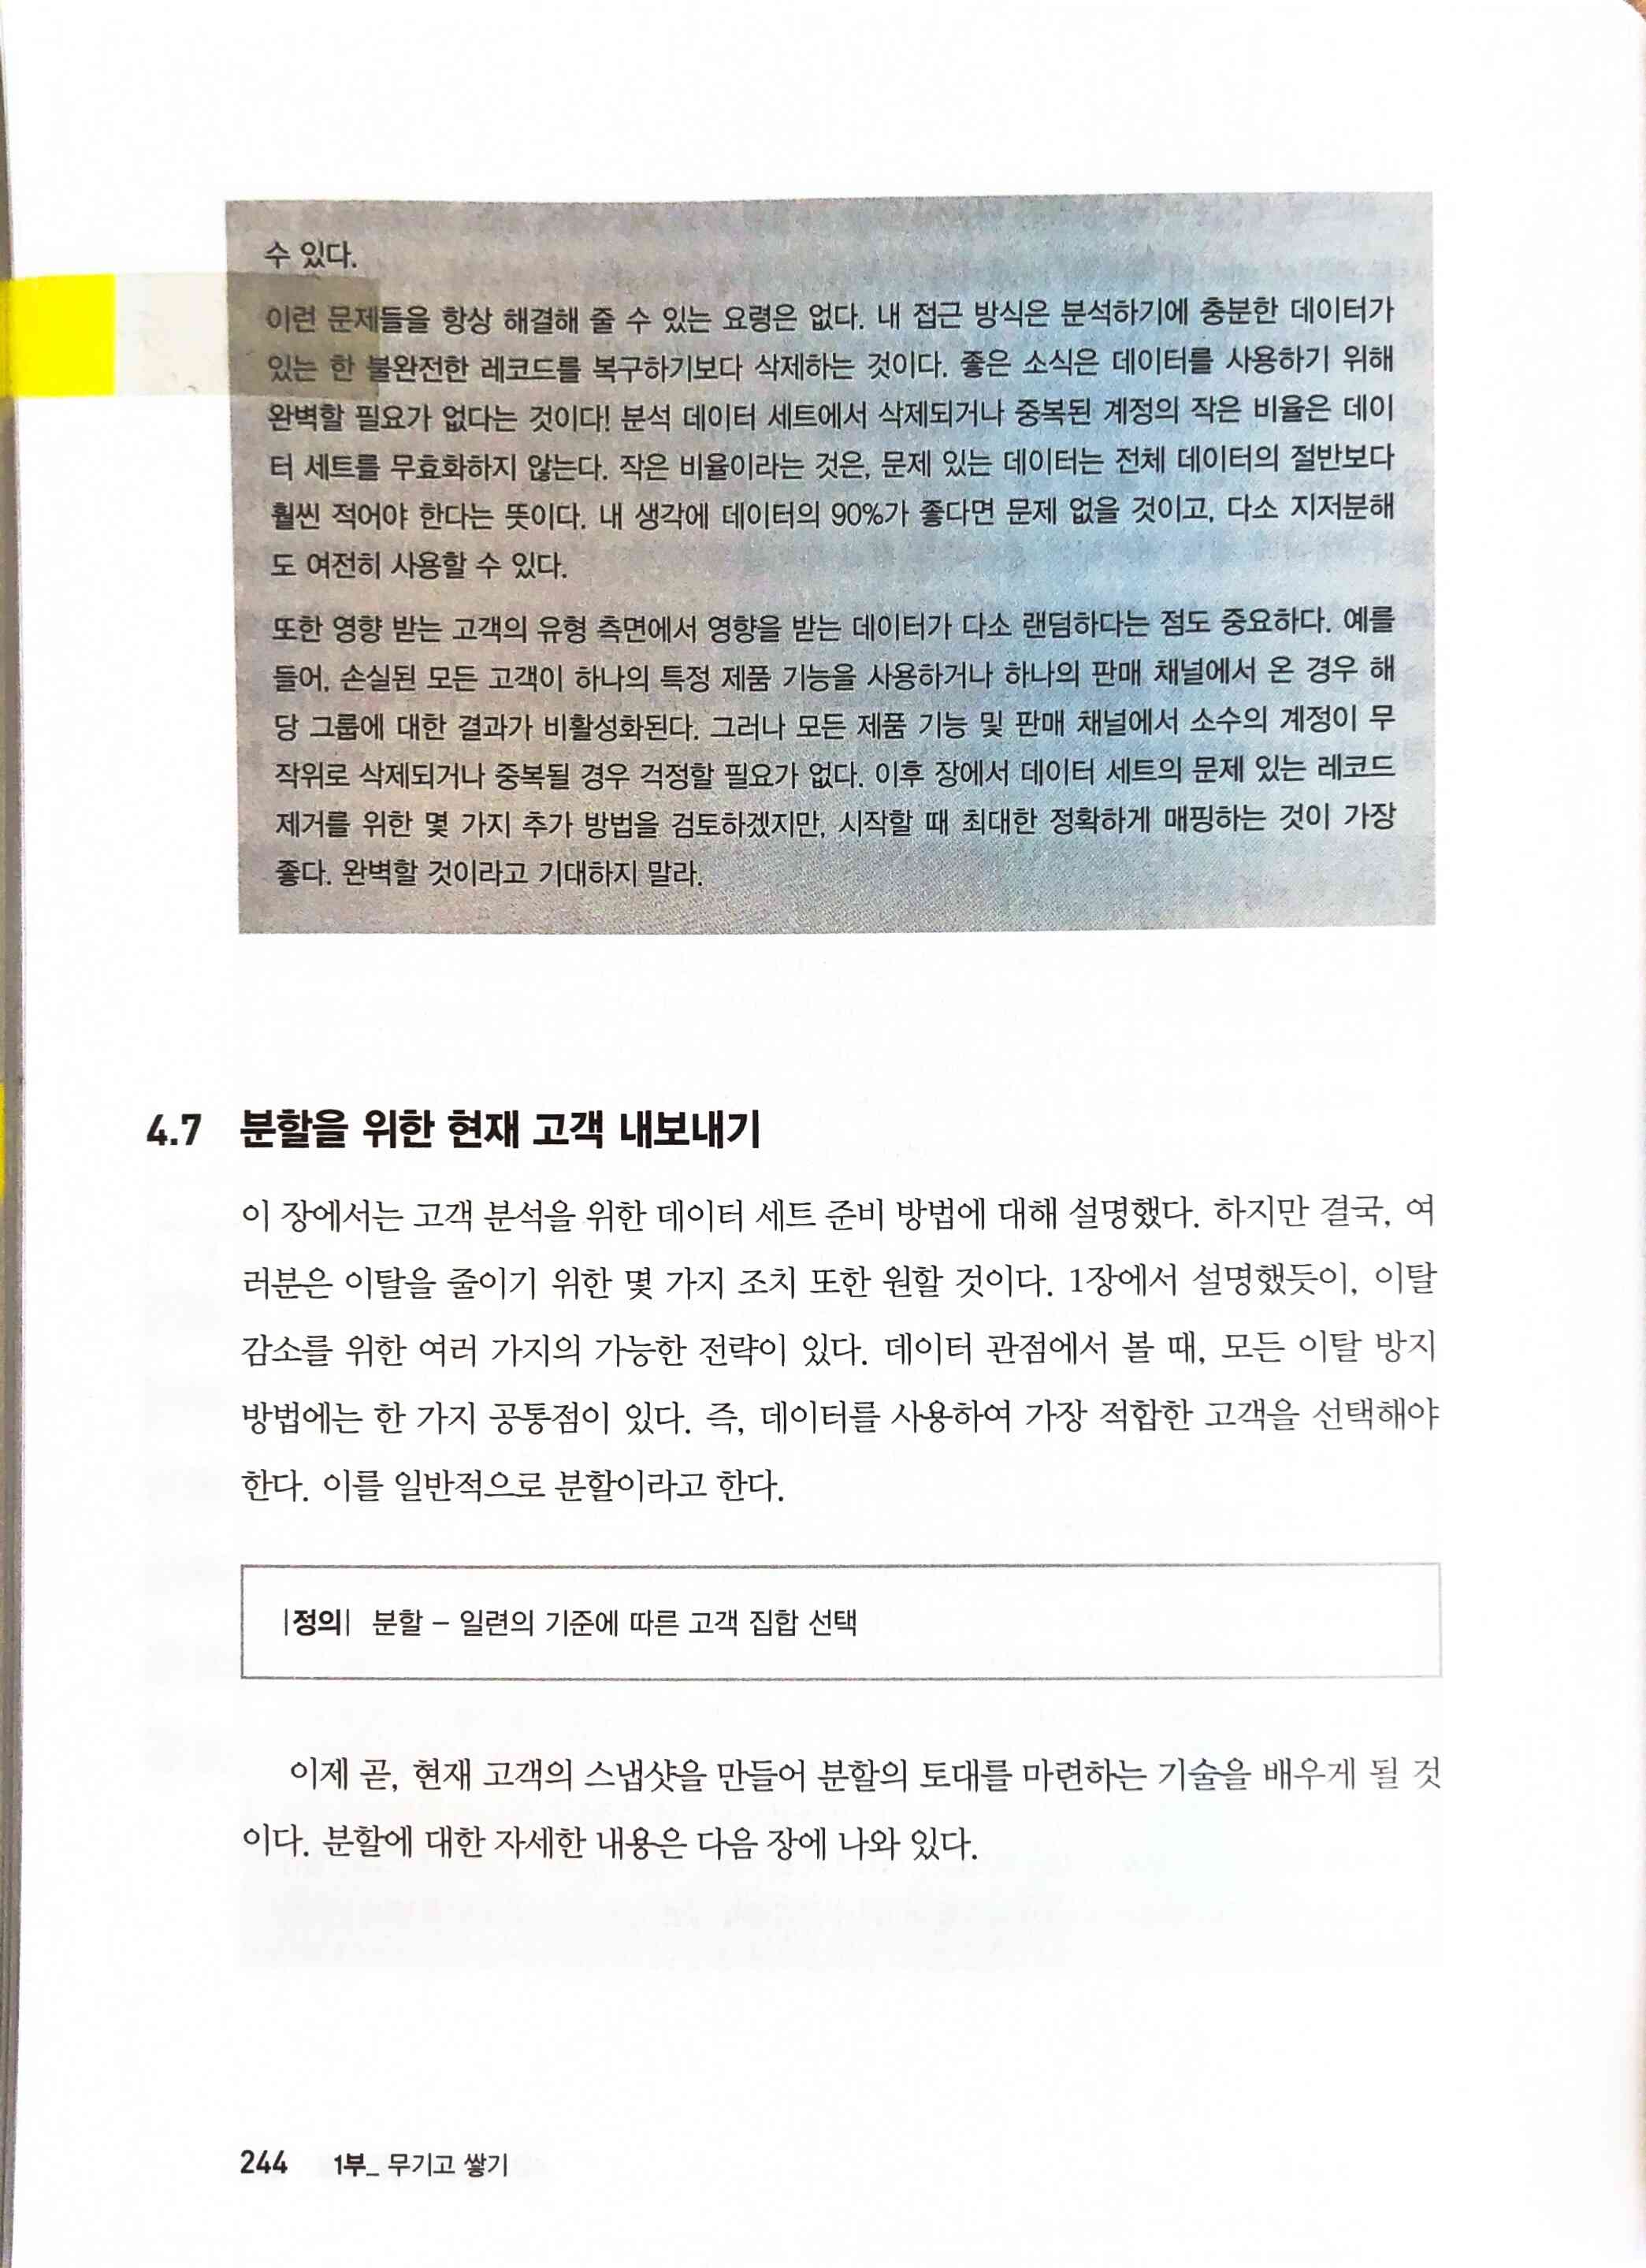 수 있다.
이런 문제들을 항상 해결해 줄 수 있는 요령은 없다. 내 접근 방식은 분석하기에 충분한 데이터가
있는 한 불완전한 레코드를 복구하기보다 삭제하는 것이다. 좋은 소식은 데이터를 사용하기 위해
완벽할 필요가 없다는 것이다! 분석 데이터 세트에서 삭제되거나 중복된 계정의 작은 비율은 데이
터 세트를 무효화하지 않는다. 작은 비율이라는 것은, 문제 있는 데이터는 전체 데이터의 절반보다
훨씬 적어야 한다는 뜻이다. 내 생각에 데이터의 90%가 좋다면 문제 없을 것이고, 다소 지저분해
도 여전히 사용할 수 있다.
또한 영향 받는 고객의 유형 측면에서 영향을 받는 데이터가 다소 랜덤하다는 점도 중요하다. 예를
들어, 손실된 모든 고객이 하나의 특정 제품 기능을 사용하거나 하나의 판매 채널에서 온 경우 해
당 그룹에 대한 결과가 비활성화된다. 그러나 모든 제품 기능 및 판매 채널에서 소수의 계정이 무
작위로 삭제되거나 중복될 경우 걱정할 필요가 없다. 이후 장에서 데이터 세트의 문제 있는 레코드
제거를 위한 몇 가지 추가 방법을 검토하겠지만, 시작할 때 최대한 정확하게 매핑하는 것이 가장
좋다. 완벽할 것이라고 기대하지 말라.
4.7 분할을 위한 현재 고객 내보내기
이 장에서는 고객 분석을 위한 데이터 세트 준비 방법에 대해 설명했다. 하지만 결국, 여
러분은 이탈을 줄이기 위한 몇 가지 조치 또한 원할 것이다. 1장에서 설명했듯이, 이탈
감소를 위한 여러 가지의 가능한 전략이 있다. 데이터 관점에서 볼 때, 모든 이탈 방지
방법에는 한 가지 공통점이 있다. 즉, 데이터를 사용하여 가장 적합한 고객을 선택해야
한다. 이를 일반적으로 분할이라고 한다.
|정의| 분할 – 일련의 기준에 따른 고객 집합 선택
이제 곧, 현재 고객의 스냅샷을 만들어 분할의 토대를 마련하는 기술을 배우게 될 것
이다. 분할에 대한 자세한 내용은 다음 장에 나와 있다.
244 1부_ 무기고 쌓기